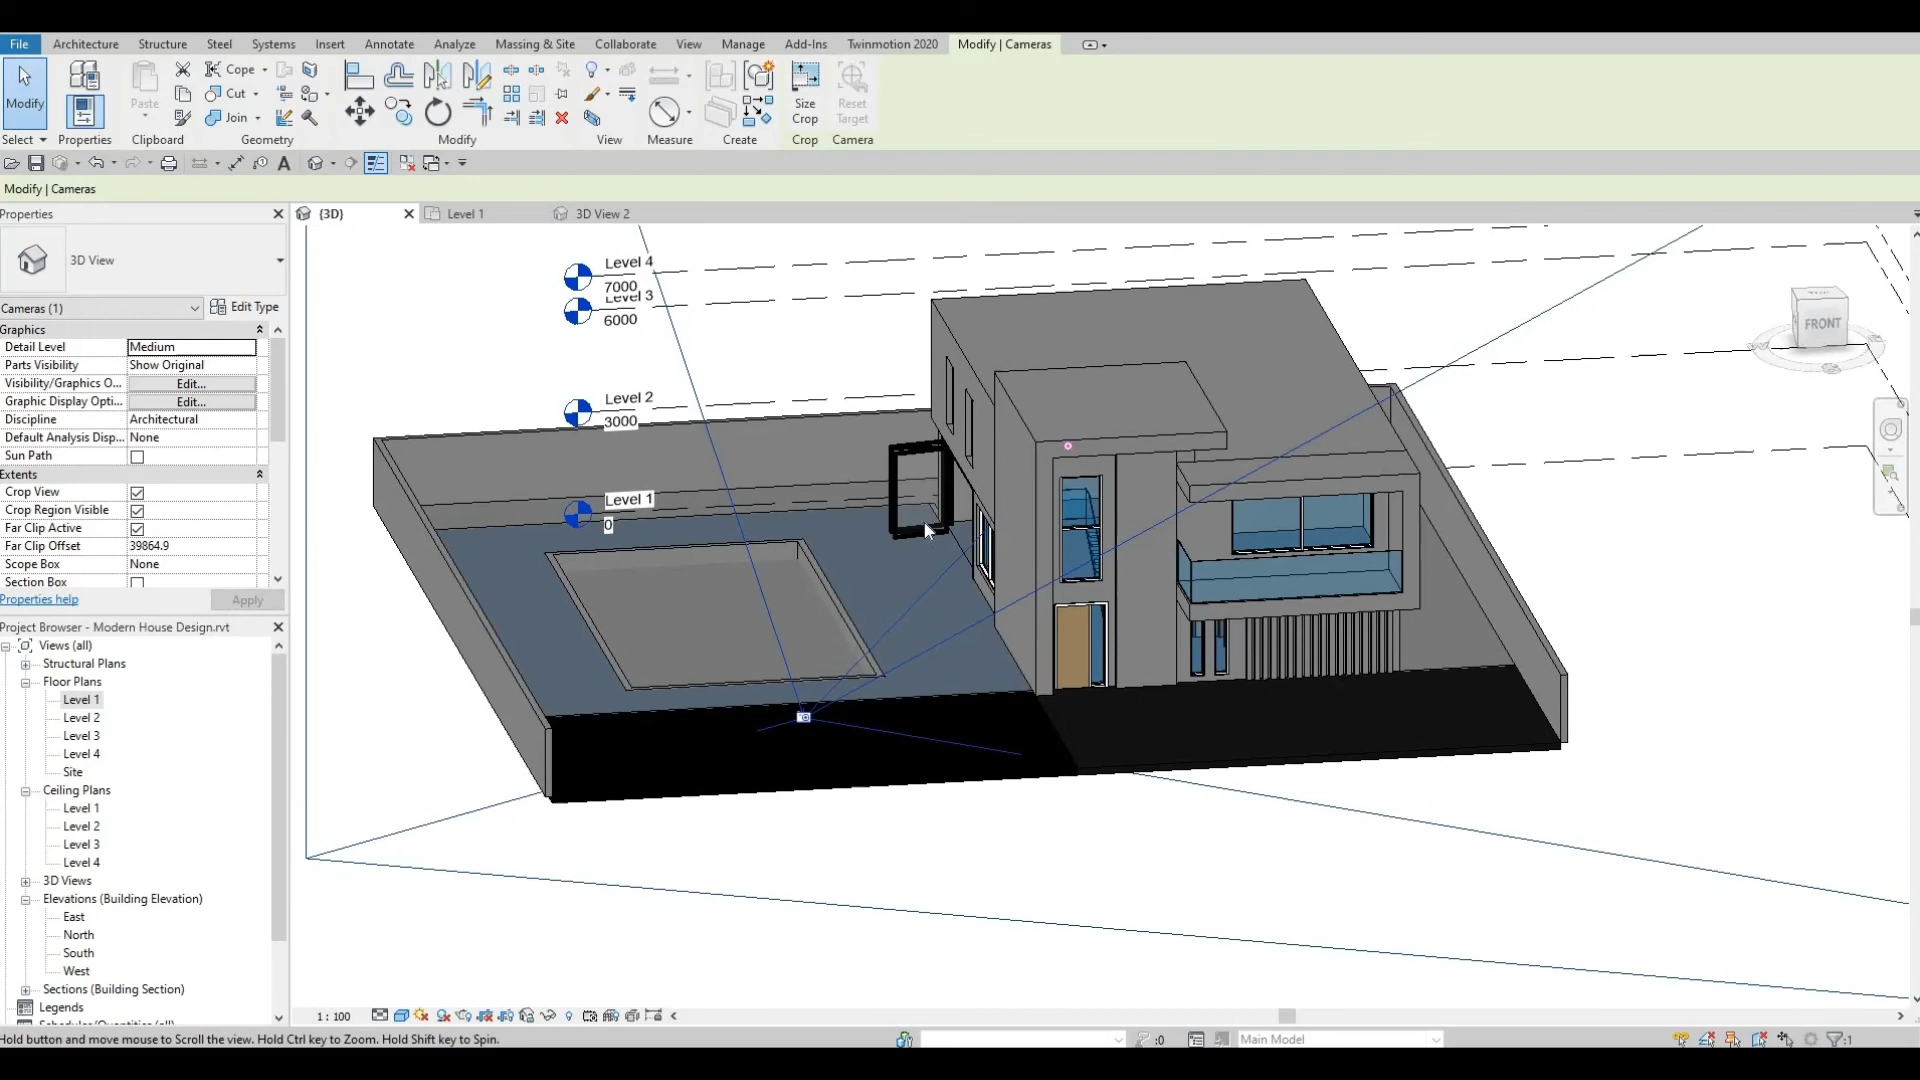 File Architecture Structure Steel Systems Insert Annotate Analyze Massing & Site Collaborate View Manage Add-Ins Twinmotion 2020 Modify | Cameras
Modify
Paste
Cope
Cut
Join
Size Crop
Reset Target
Select Properties Clipboard Geometry Modify View Measure Create Crop Camera
Modify | Cameras
Properties
{3D}
Level 1
3D View 2
3D View
Cameras (1)
Edit Type
Graphics
Detail Level Medium
Parts Visibility Show Original
Visibility/Graphics O... Edit...
Graphic Display Opti... Edit...
Discipline Architectural
Default Analysis Disp... None
Sun Path
Extents
Crop View
Crop Region Visible
Far Clip Active
Far Clip Offset 39864.9
Scope Box None
Section Box
Properties help
Apply
Project Browser - Modern House Design.rvt
Views (all)
Structural Plans
Floor Plans
Level 1
Level 2
Level 3
Level 4
Site
Ceiling Plans
Level 1
Level 2
Level 3
Level 4
3D Views
Elevations (Building Elevation)
East
North
South
West
Sections (Building Section)
Legends
Schedules/Quantities (all)
Level 4
7000
Level 3
6000
Level 2
3000
Level 1
0
FRONT
1 : 100
Hold button and move mouse to Scroll the view. Hold Ctrl key to Zoom. Hold Shift key to Spin.
:0
Main Model
:1